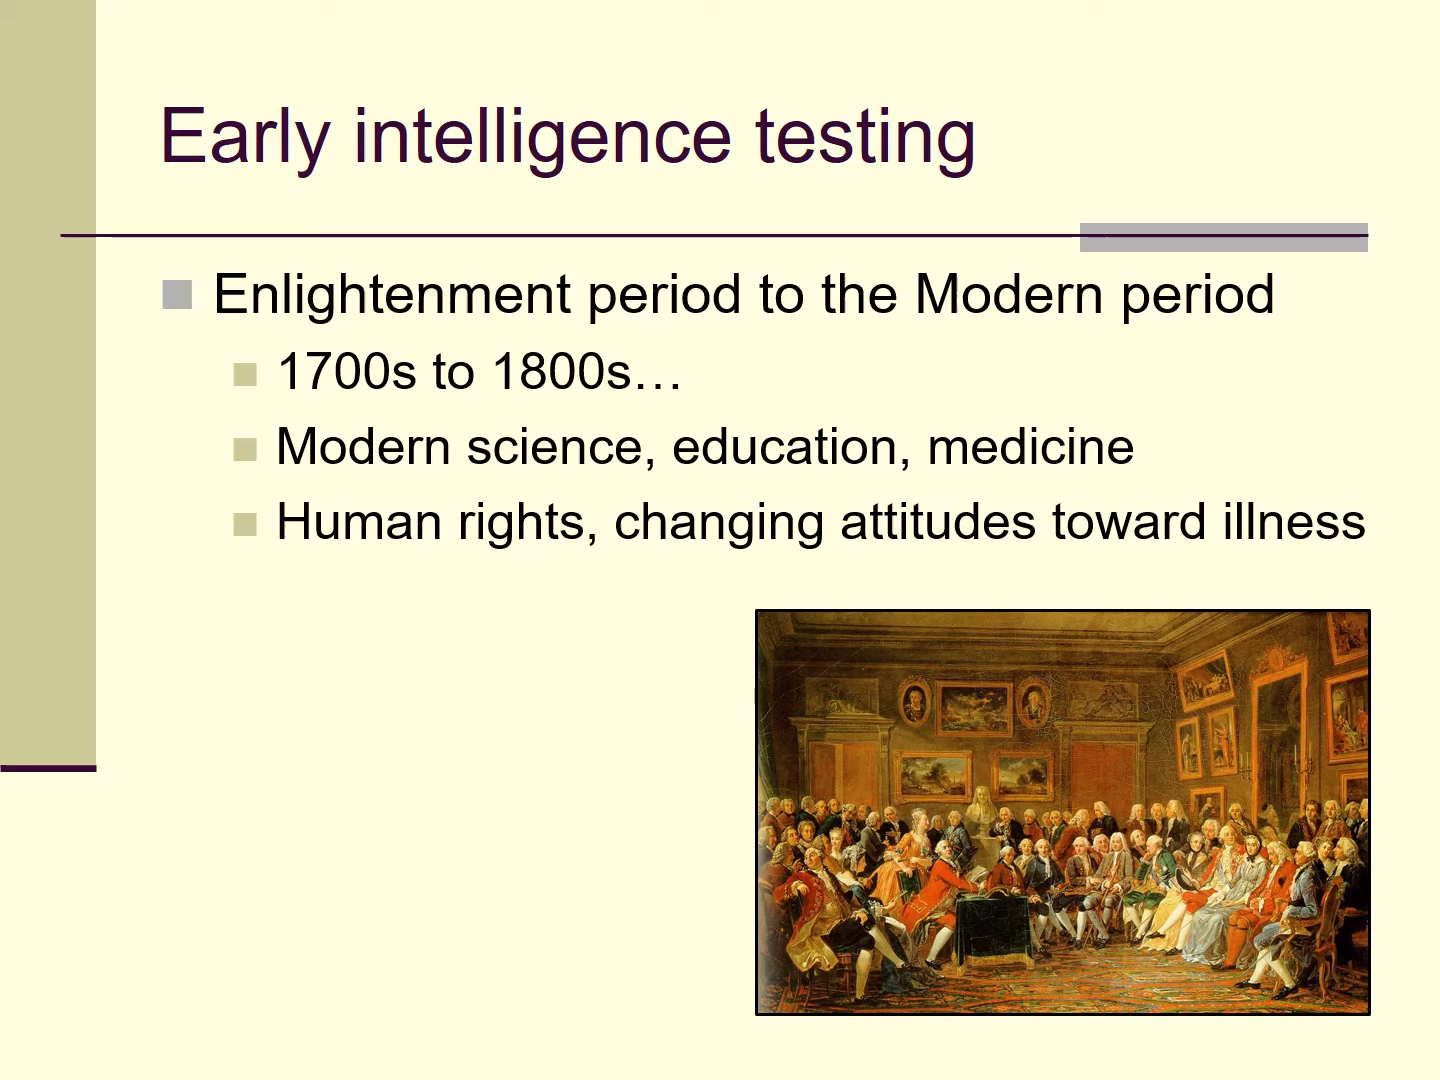 Early intelligence testing
Enlightenment period to the Modern period
1700s to 1800s…
Modern science, education, medicine
Human rights, changing attitudes toward illness